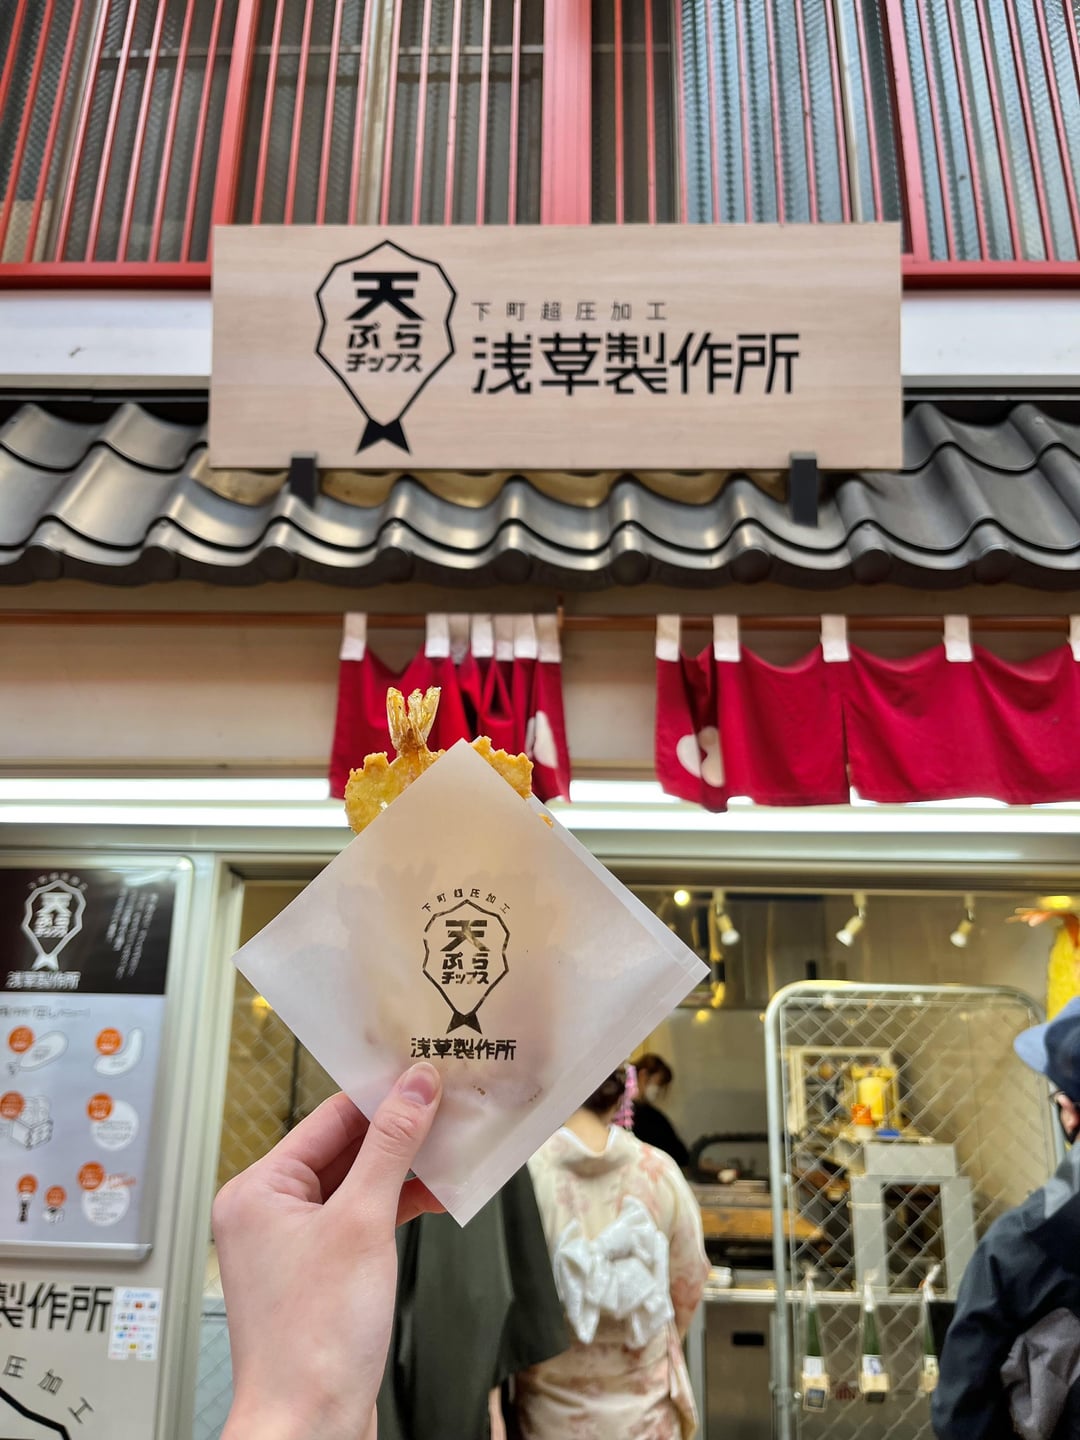 天
ぷら
チップス
下町超圧加工
浅草製作所
下町超圧加工
天
ぷら
チップス
浅草製作所
天
ぷら
チップス
浅草製作所
製作所
圧加工